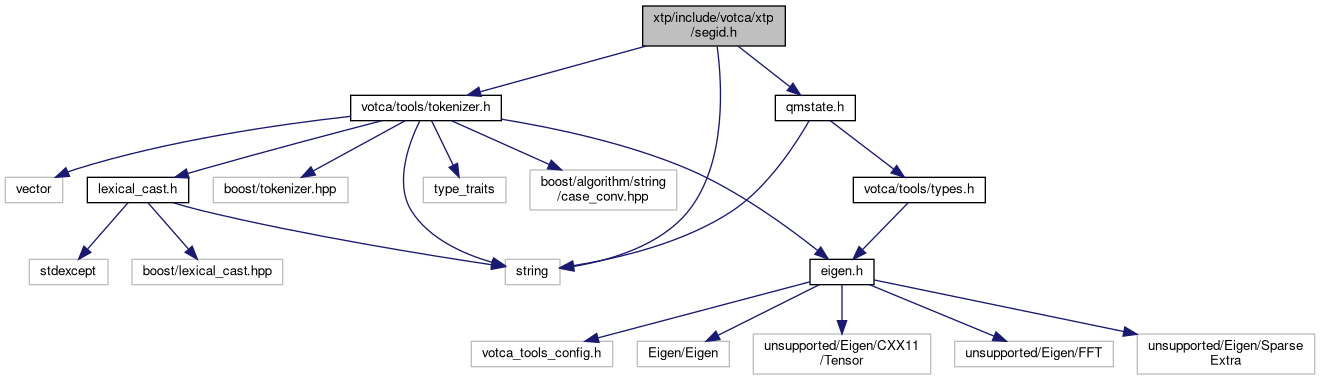 xtp/include/votca/xtp
/segid.h
votca/tools/tokenizer.h
qmstate.h
vector
lexical_cast.h
boost/tokenizer.hpp
type_traits
boost/algorithm/string
/case_conv.hpp
votca/tools/types.h
stdexcept
boost/lexical_cast.hpp
string
eigen.h
votca_tools_config.h
Eigen/Eigen
unsupported/Eigen/CXX11
/Tensor
unsupported/Eigen/FFT
unsupported/Eigen/Sparse
Extra